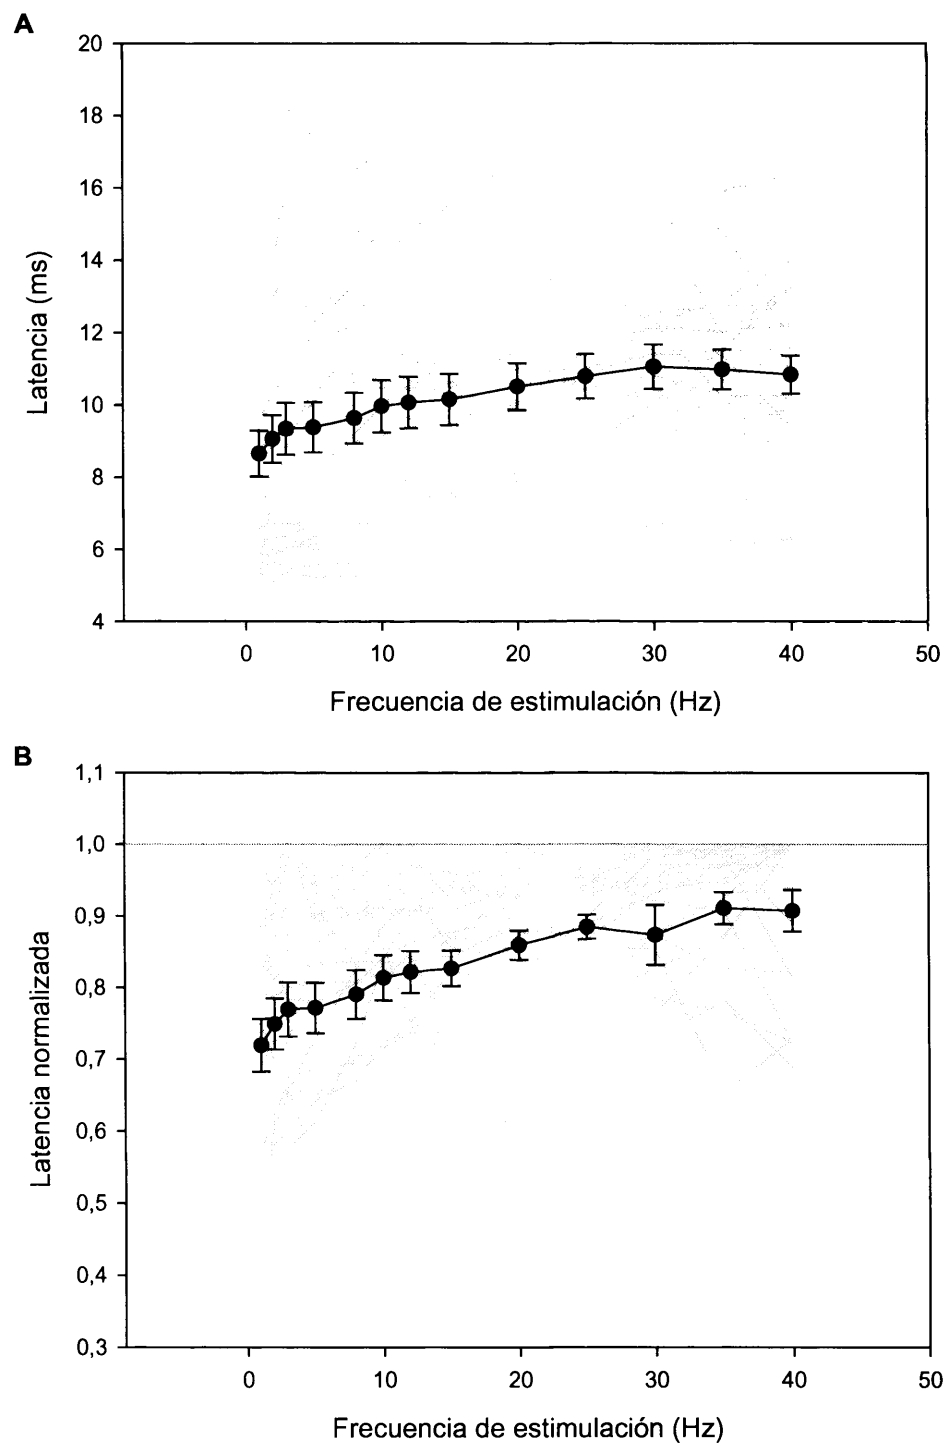 A
20
18
16
14
12
10
8
6
4
Latencia (ms)
0 10 20 30 40 50
Frecuencia de estimulación (Hz)
B
1,1
1,0
0,9
0,8
0,7
0,6
0,5
0,4
0,3
Latencia normalizada
0 10 20 30 40 50
Frecuencia de estimulación (Hz)